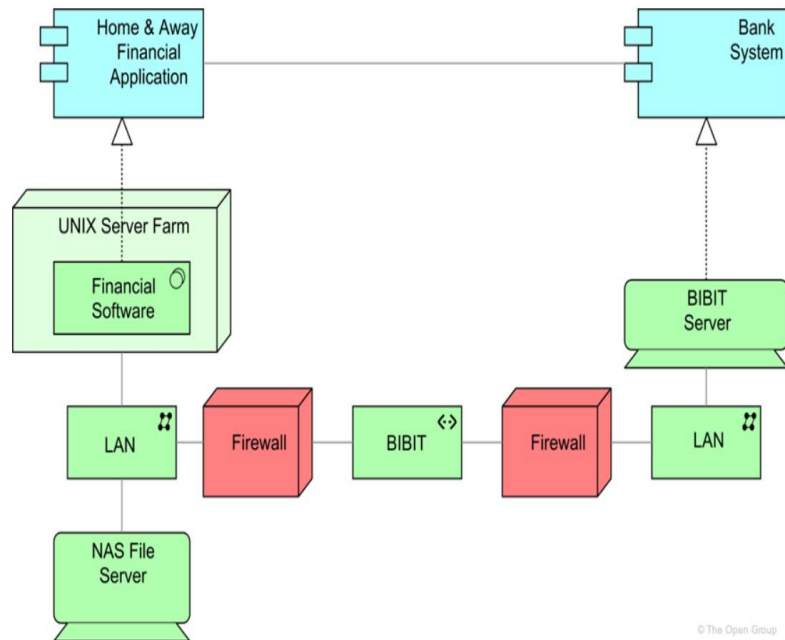 Home & Away
Financial
Application
Bank
System
UNIX Server Farm
Financial
Software
BIBIT
Server
LAN
Firewall
BIBIT
Firewall
LAN
NAS File
Server
© The Open Group